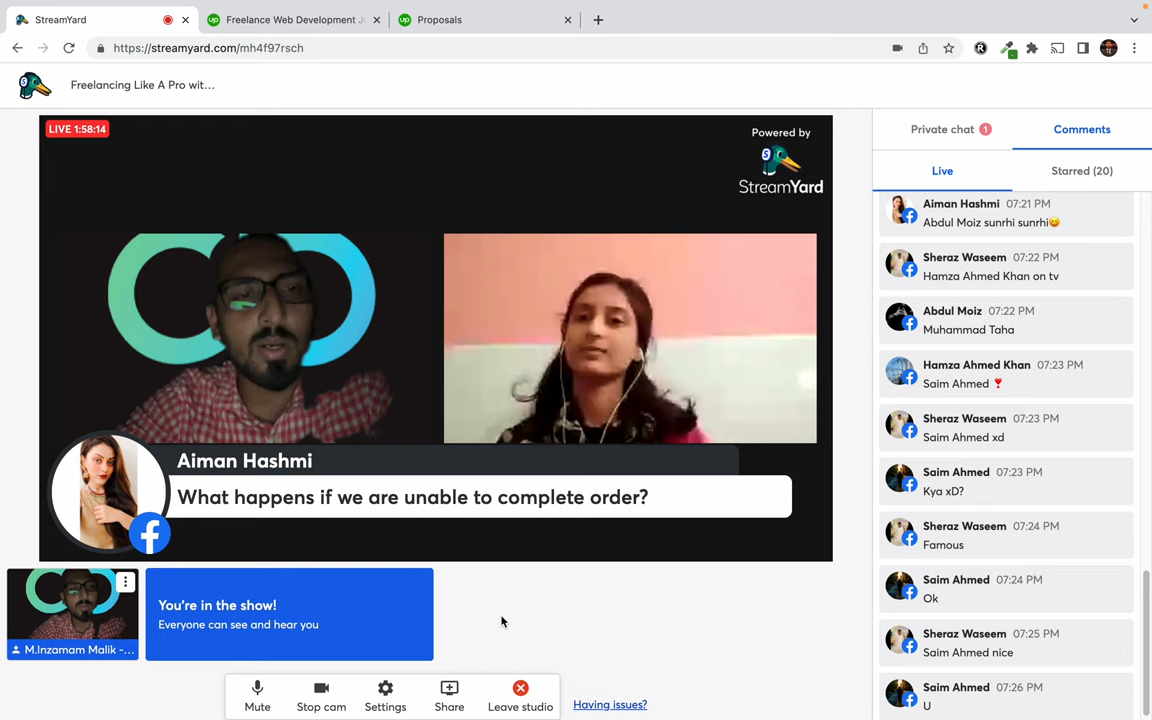 StreamYard
Freelance Web Development Jo
Proposals
https://streamyard.com/mh4f97rsch
Freelancing Like A Pro wit...
LIVE 1:58:14
Powered by
StreamYard
Aiman Hashmi
What happens if we are unable to complete order?
M.Inzamam Malik -...
You're in the show!
Everyone can see and hear you
Mute
Stop cam
Settings
Share
Leave studio
Having issues?
Private chat 1
Comments
Live
Starred (20)
Aiman Hashmi 07:21 PM
Abdul Moiz sunrhi sunrhi😄
Sheraz Waseem 07:22 PM
Hamza Ahmed Khan on tv
Abdul Moiz 07:22 PM
Muhammad Taha
Hamza Ahmed Khan 07:23 PM
Saim Ahmed ❣️
Sheraz Waseem 07:23 PM
Saim Ahmed xd
Saim Ahmed 07:23 PM
Kya xD?
Sheraz Waseem 07:24 PM
Famous
Saim Ahmed 07:24 PM
Ok
Sheraz Waseem 07:25 PM
Saim Ahmed nice
Saim Ahmed 07:26 PM
U